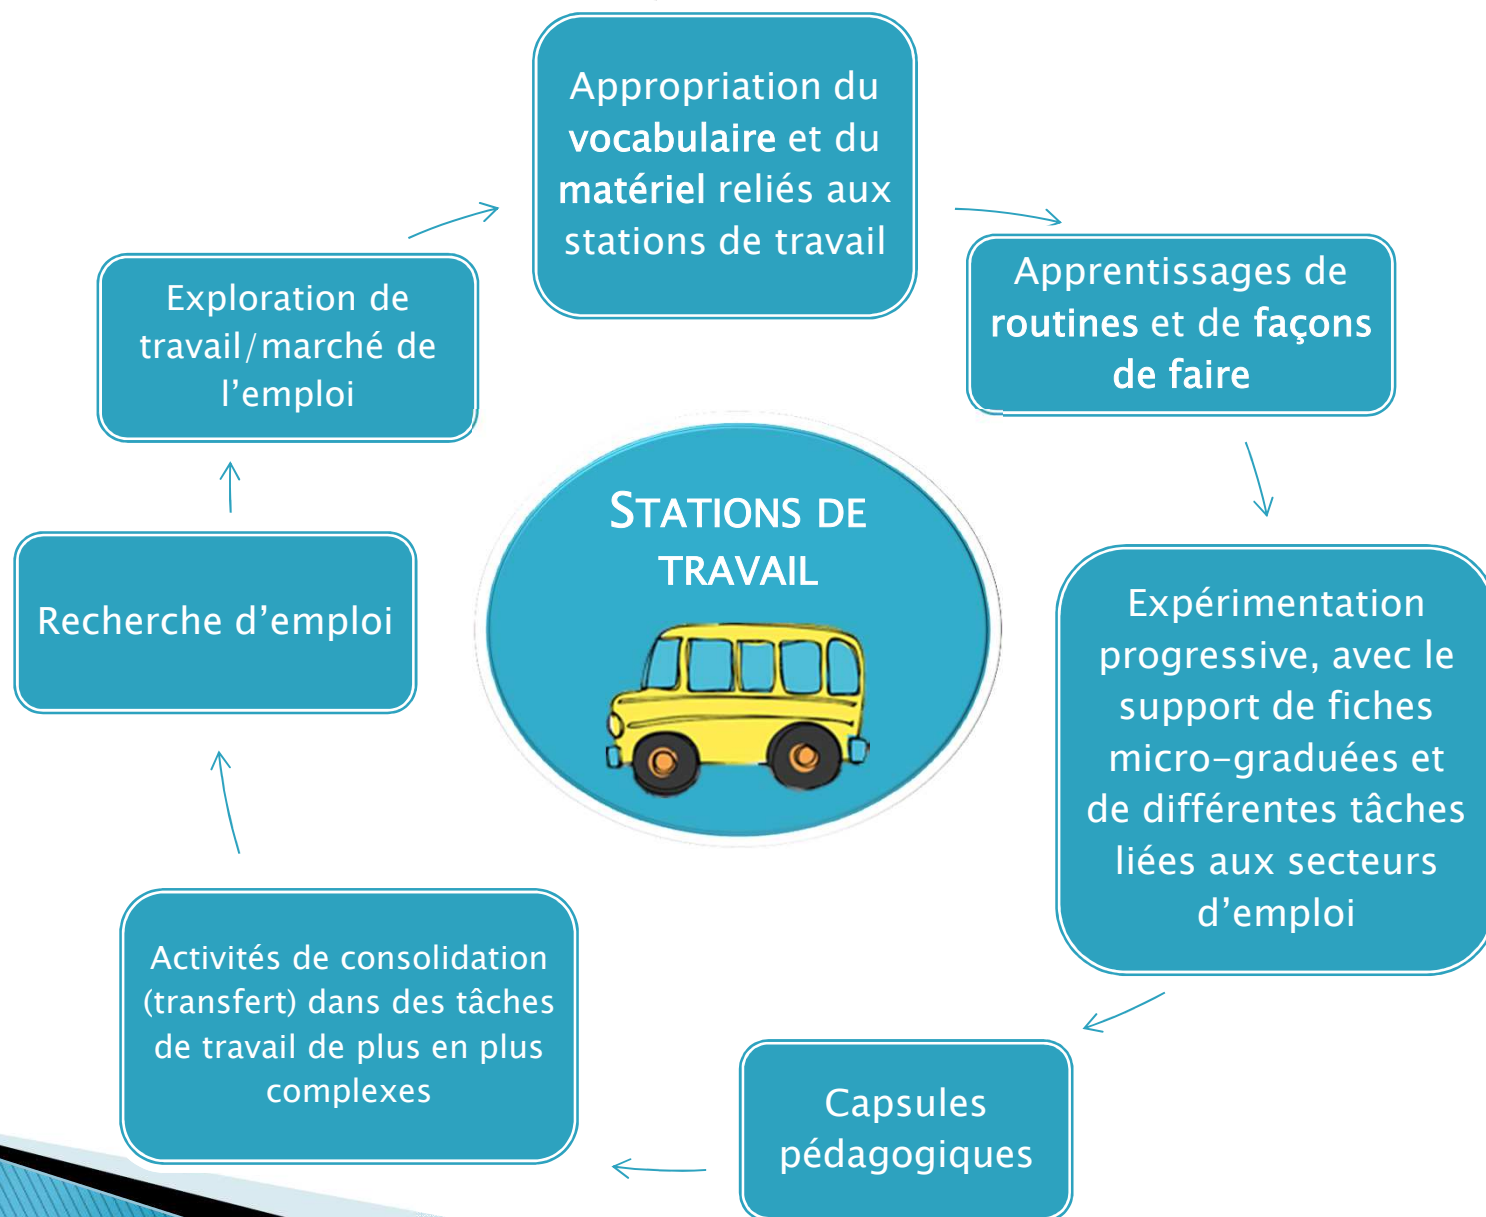 Appropriation du
vocabulaire et du
matériel reliés aux
stations de travail
Apprentissages de
routines et de façons
de faire
Expérimentation
progressive, avec le
support de fiches
micro-graduées et
de différentes tâches
liées aux secteurs
d'emploi
Capsules
pédagogiques
Activités de consolidation
(transfert) dans des tâches
de travail de plus en plus
complexes
Recherche d'emploi
Exploration de
travail/marché de
l'emploi
STATIONS DE
TRAVAIL